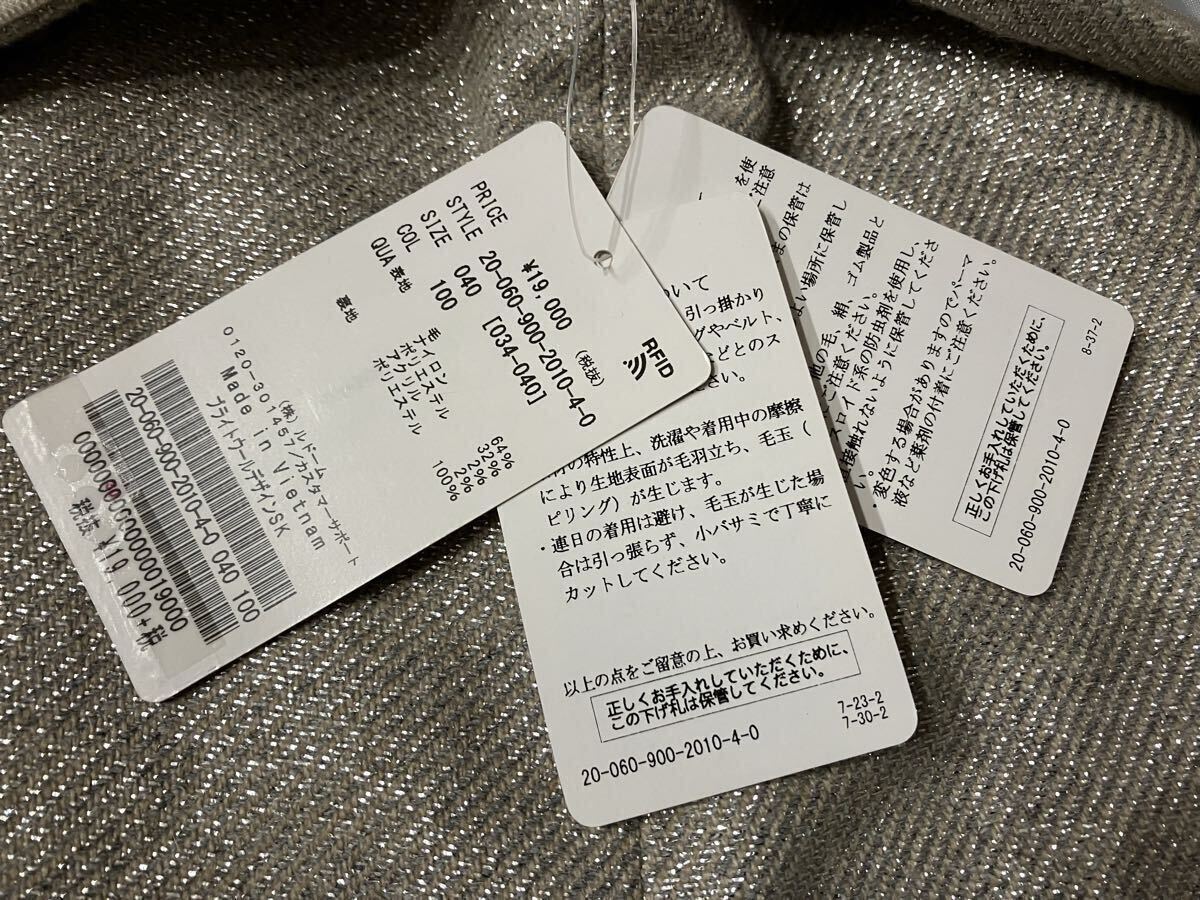 PRICE ¥19,000 (税抜)
STYLE 20-060-900-2010-4-0
SIZE 040 [034-040]
COL 100
QUA 表地 毛 64%
ナイロン 32%
ポリエステル 2%
アクリル 2%
裏地 ポリエステル 100%
RFID
(株)ルドーム
0120-301457/カスタマーサポート
Made in Vietnam
ブライトウールデザインSK
20-060-900-2010-4-0 040 100
税抜 ¥19,000+税
ついて
引っ掛かり
グやベルト、
などとのス
さい。
の特性上、洗濯や着用中の摩擦
により生地表面が毛羽立ち、毛玉(
ピリング)が生じます。
・連日の着用は避け、毛玉が生じた場
合は引っ張らず、小バサミで丁寧に
カットしてください。
以上の点をご留意の上、お買い求めください。
正しくお手入れしていただくために、
この下げ札は保管してください。
7-23-2
7-30-2
20-060-900-2010-4-0
を使
ご注意
まの保管は
よい場所に保管し
他の毛、絹、ゴム製品と
ご注意ください。
スロイド系の防虫剤を使用し、
直接触れないように保管してくださ
い。
・変色する場合がありますのでパーマ
液など薬剤の付着にご注意ください。
8-37-2
正しくお手入れしていただくために、
この下げ札は保管してください。
20-060-900-2010-4-0